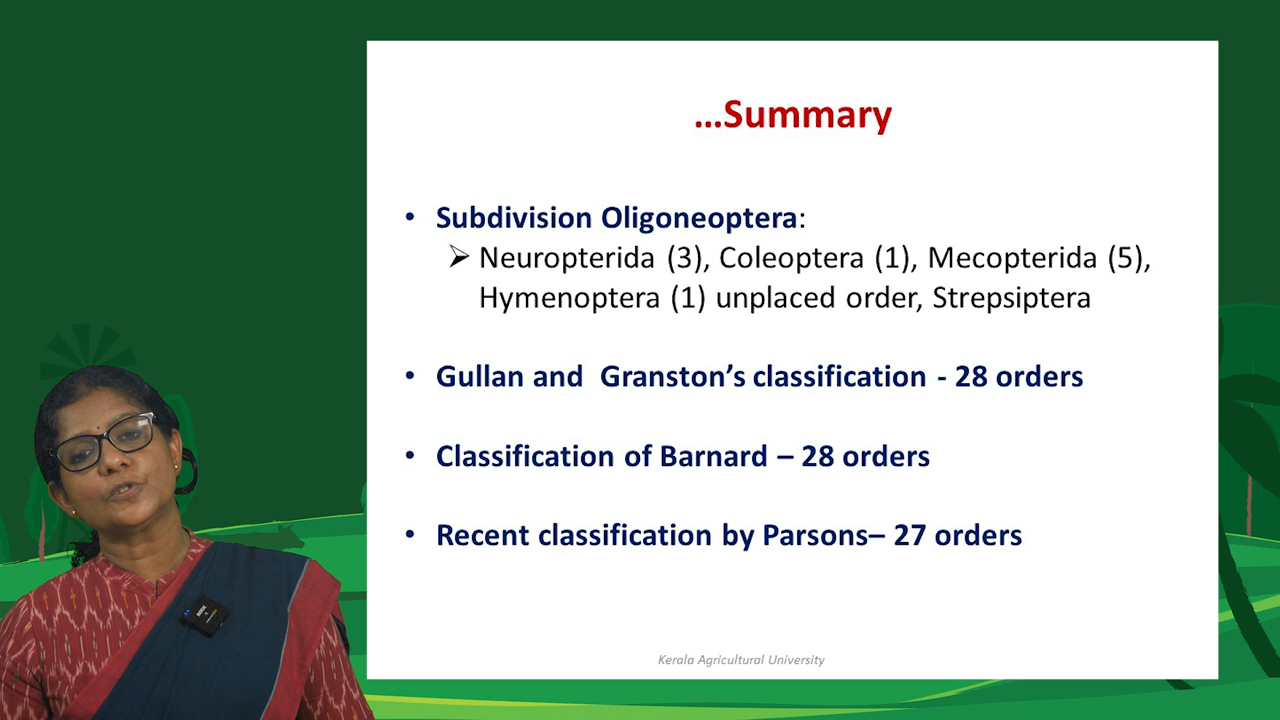 ...Summary
• Subdivision Oligoneoptera:
➢ Neuropterida (3), Coleoptera (1), Mecopterida (5),
Hymenoptera (1) unplaced order, Strepsiptera
• Gullan and Granston's classification - 28 orders
• Classification of Barnard – 28 orders
• Recent classification by Parsons– 27 orders
Kerala Agricultural University